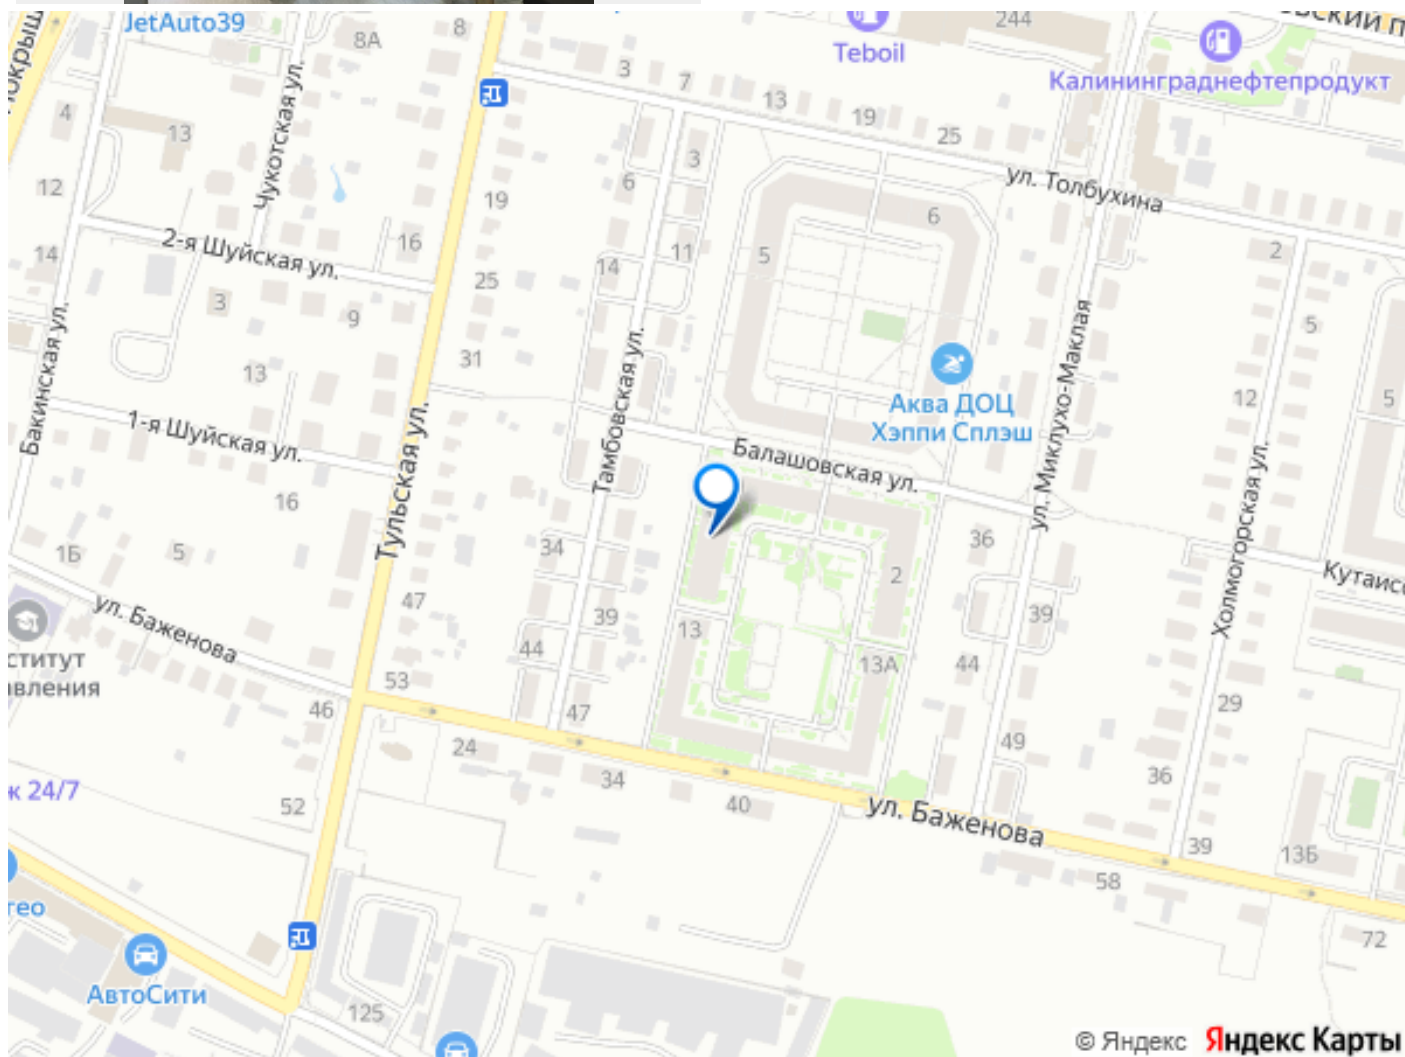 JetAuto39
8А
8
244
Teboil
Калининграднефтепродукт
4
13
Чукотская ул.
3
7
13
19
25
ул. Толбухина
12
14
2-я Шуйская ул.
16
19
6
3
11
14
5
6
2
25
3
9
31
13
Бакинская ул.
1-я Шуйская ул.
Тульская ул.
Тамбовская ул.
Аква ДОЦ
Хэппи Сплэш
Балашовская ул.
ул. Миклухо-Маклая
5
12
5
Холмогорская ул.
16
1Б
5
34
36
2
47
39
13
39
44
13А
44
ул. Баженова
53
46
47
49
29
36
24
34
40
52
24/7
ул. Баженова
39
13Б
58
72
АвтоСити
125
© Яндекс Яндекс Карты